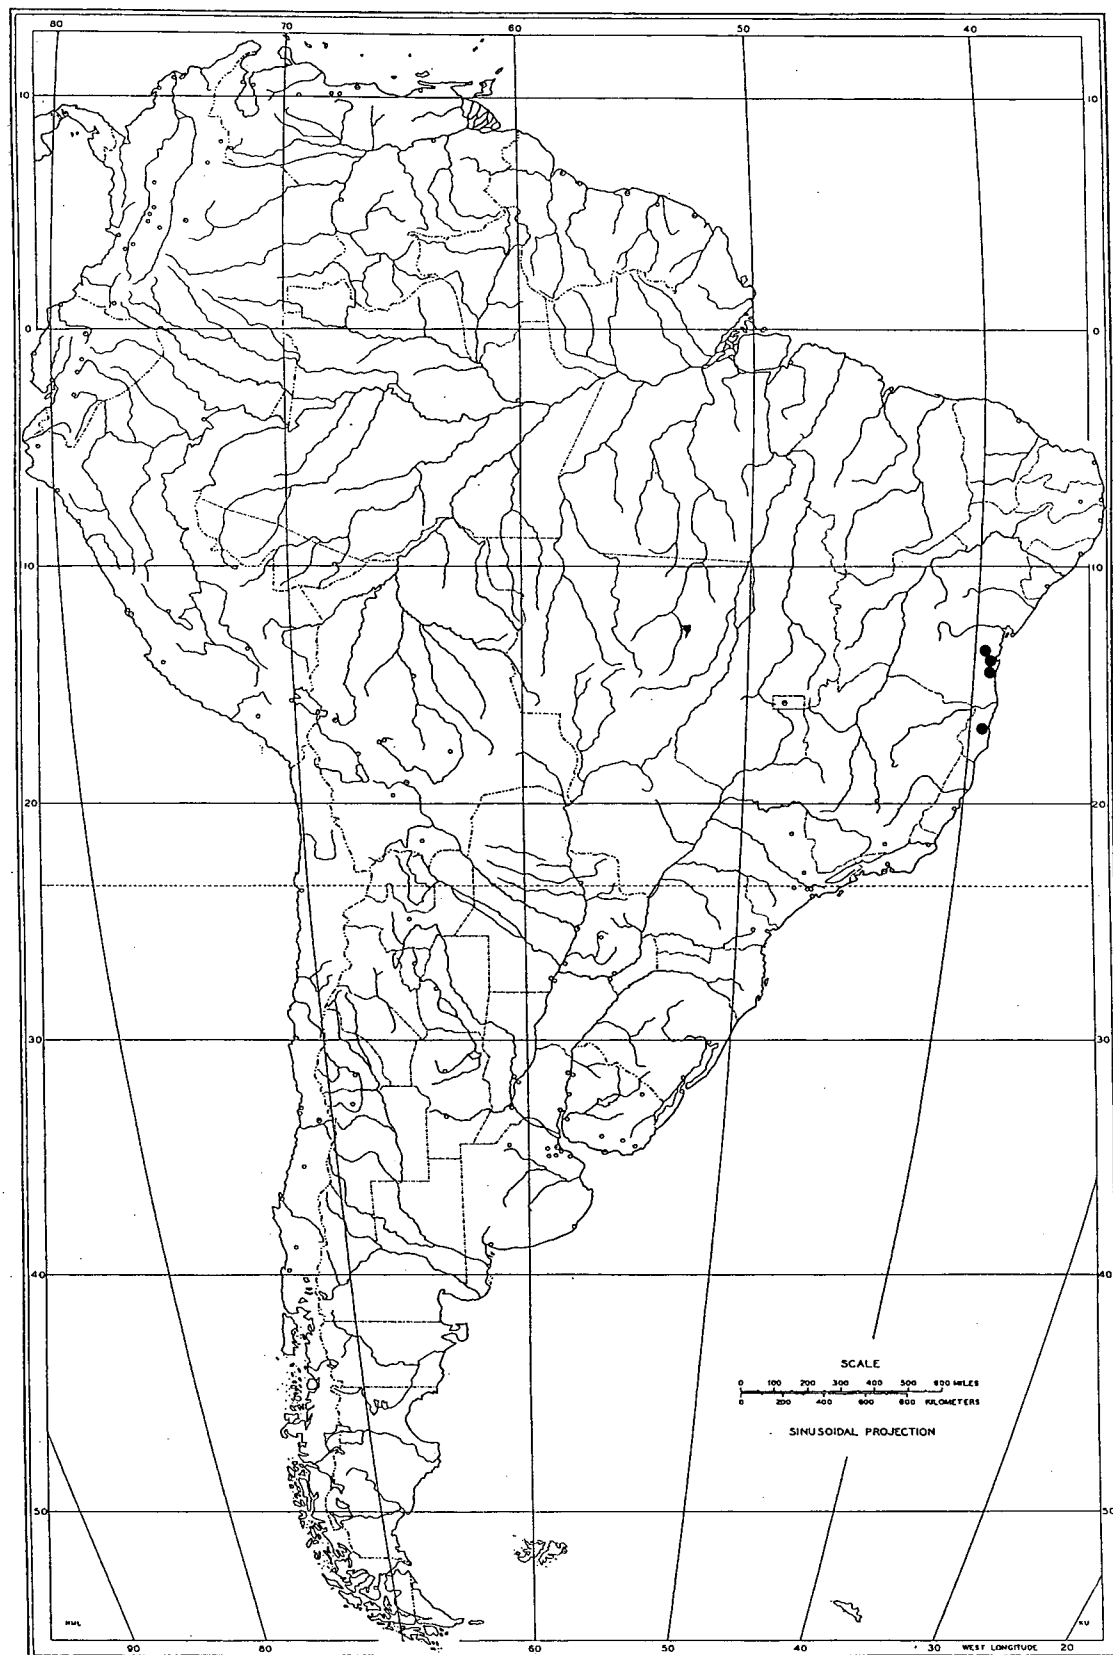 80 70 60 50 40
10 10
0 0
10 10
20 20
30 30
40 40
SCALE
0 100 200 300 400 500 600 MILES
0 200 400 600 800 KILOMETERS
SINUSOIDAL PROJECTION
50 50
HWL KU
90 80 60 50 40 30 WEST LONGITUDE 20